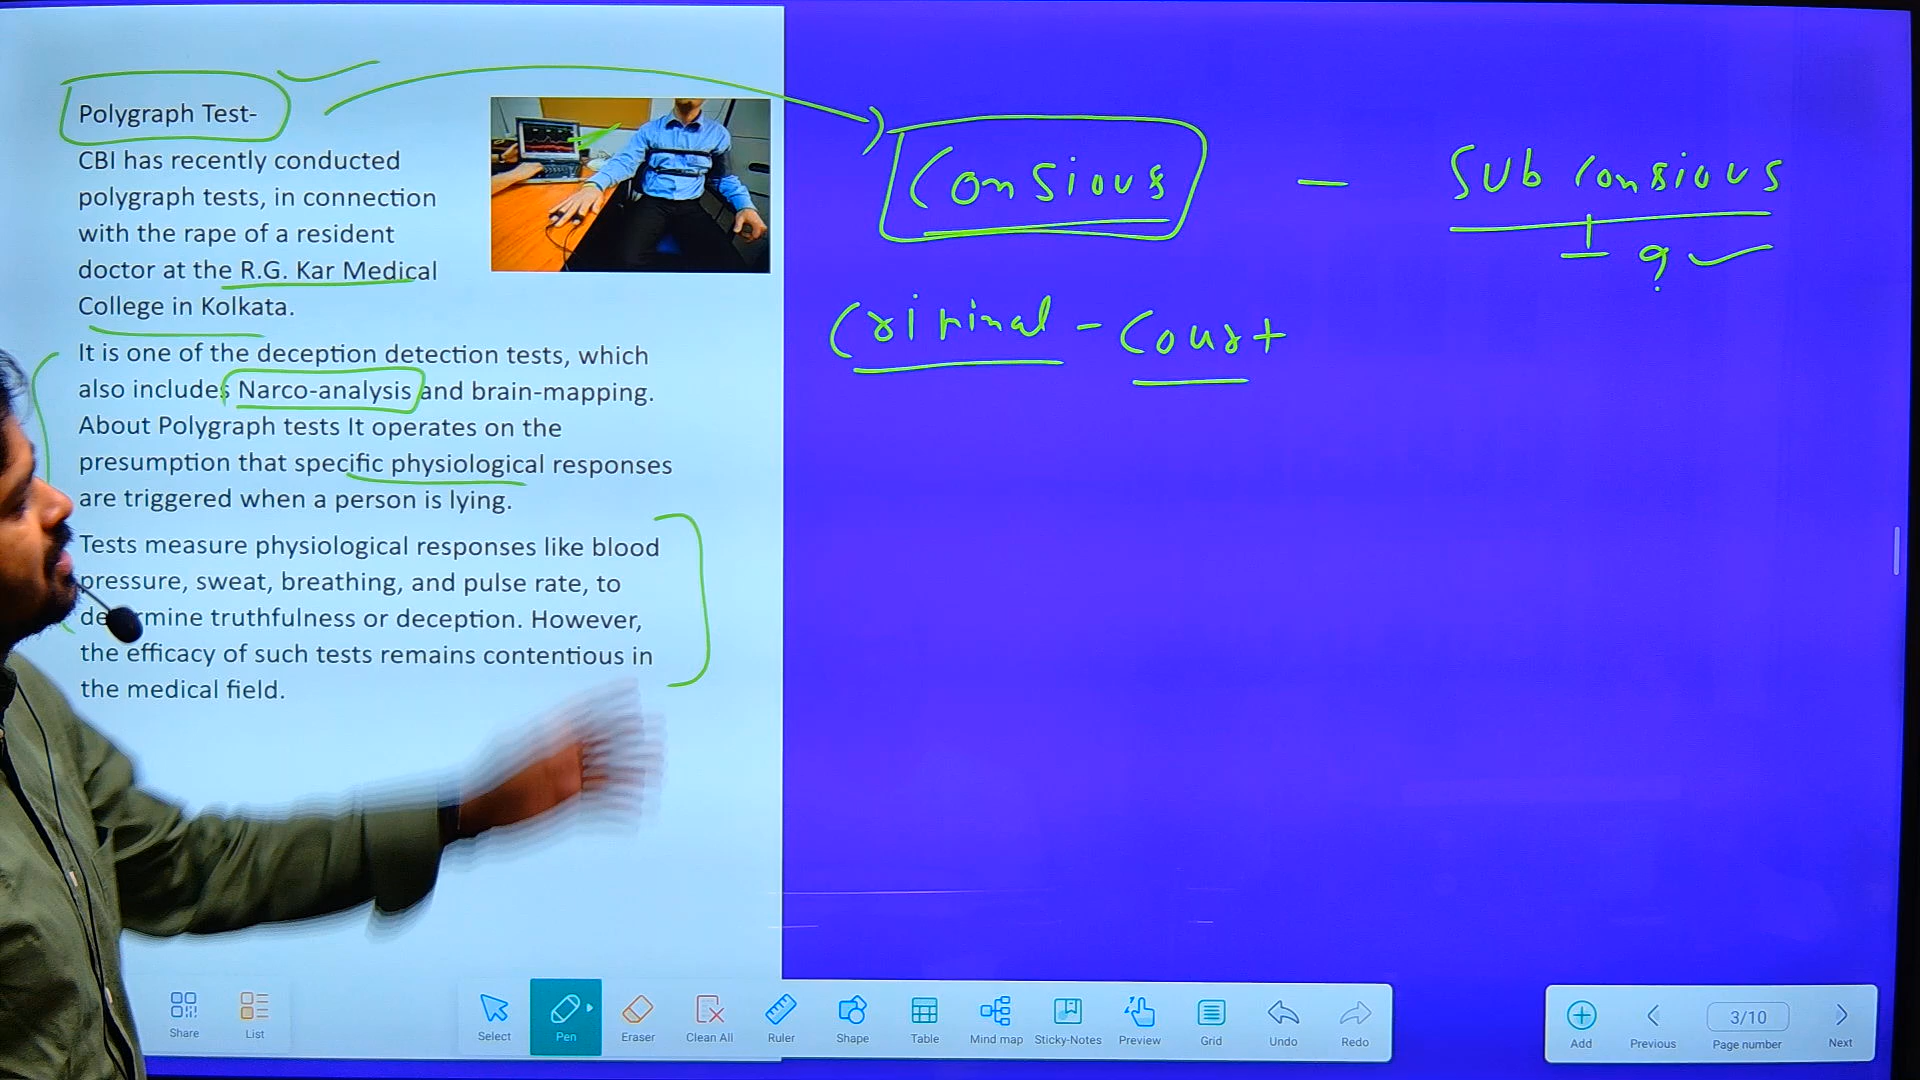 Polygraph Test-
CBI has recently conducted
polygraph tests, in connection
with the rape of a resident
doctor at the R.G. Kar Medical
College in Kolkata.
It is one of the deception detection tests, which
also includes Narco-analysis and brain-mapping.
About Polygraph tests It operates on the
presumption that specific physiological responses
are triggered when a person is lying.
Tests measure physiological responses like blood
pressure, sweat, breathing, and pulse rate, to
determine truthfulness or deception. However,
the efficacy of such tests remains contentious in
the medical field.
Consious - Sub Consious
Criminal - Court
Share
List
Select
Pen
Eraser
Clean All
Ruler
Shape
Table
Mind map
Sticky-Notes
Preview
Grid
Undo
Redo
Add
Previous
3/10
Page number
Next